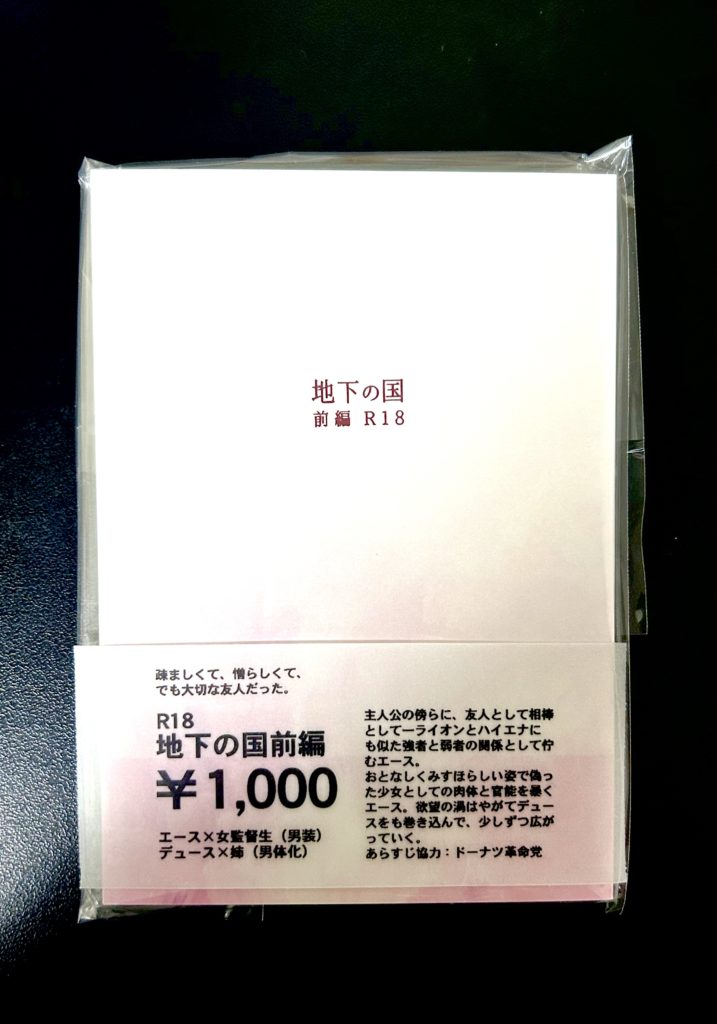 地下の国
前編 R18
疎ましくて、憎らしくて、
でも大切な友人だった。
R18
地下の国前編
￥1,000
エース×女監督生（男装）
デュース×姉（男体化）
主人公の傍らに、友人として相棒
として―ライオンとハイエナに
も似た強者と弱者の関係として佇
むエース。
おとなしくみすぼらしい姿で偽っ
た少女としての肉体と官能を暴く
エース。欲望の渦はやがてデュー
スをも巻き込んで、少しずつ広が
っていく。
あらすじ協力：ドーナツ革命党